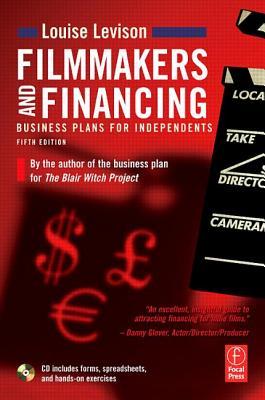 Louise Levison
FILMMAKERS
AND FINANCING
BUSINESS PLANS FOR INDEPENDENTS
FIFTH EDITION
By the author of the business plan
for The Blair Witch Project
LOCA
TAKE
DIRECTO
CAMERAN
$
£
€
"An excellent, insightful guide to
attracting financing for indie films."
– Danny Glover, Actor/Director/Producer
CD includes forms, spreadsheets,
and hands-on exercises
Focal
Press